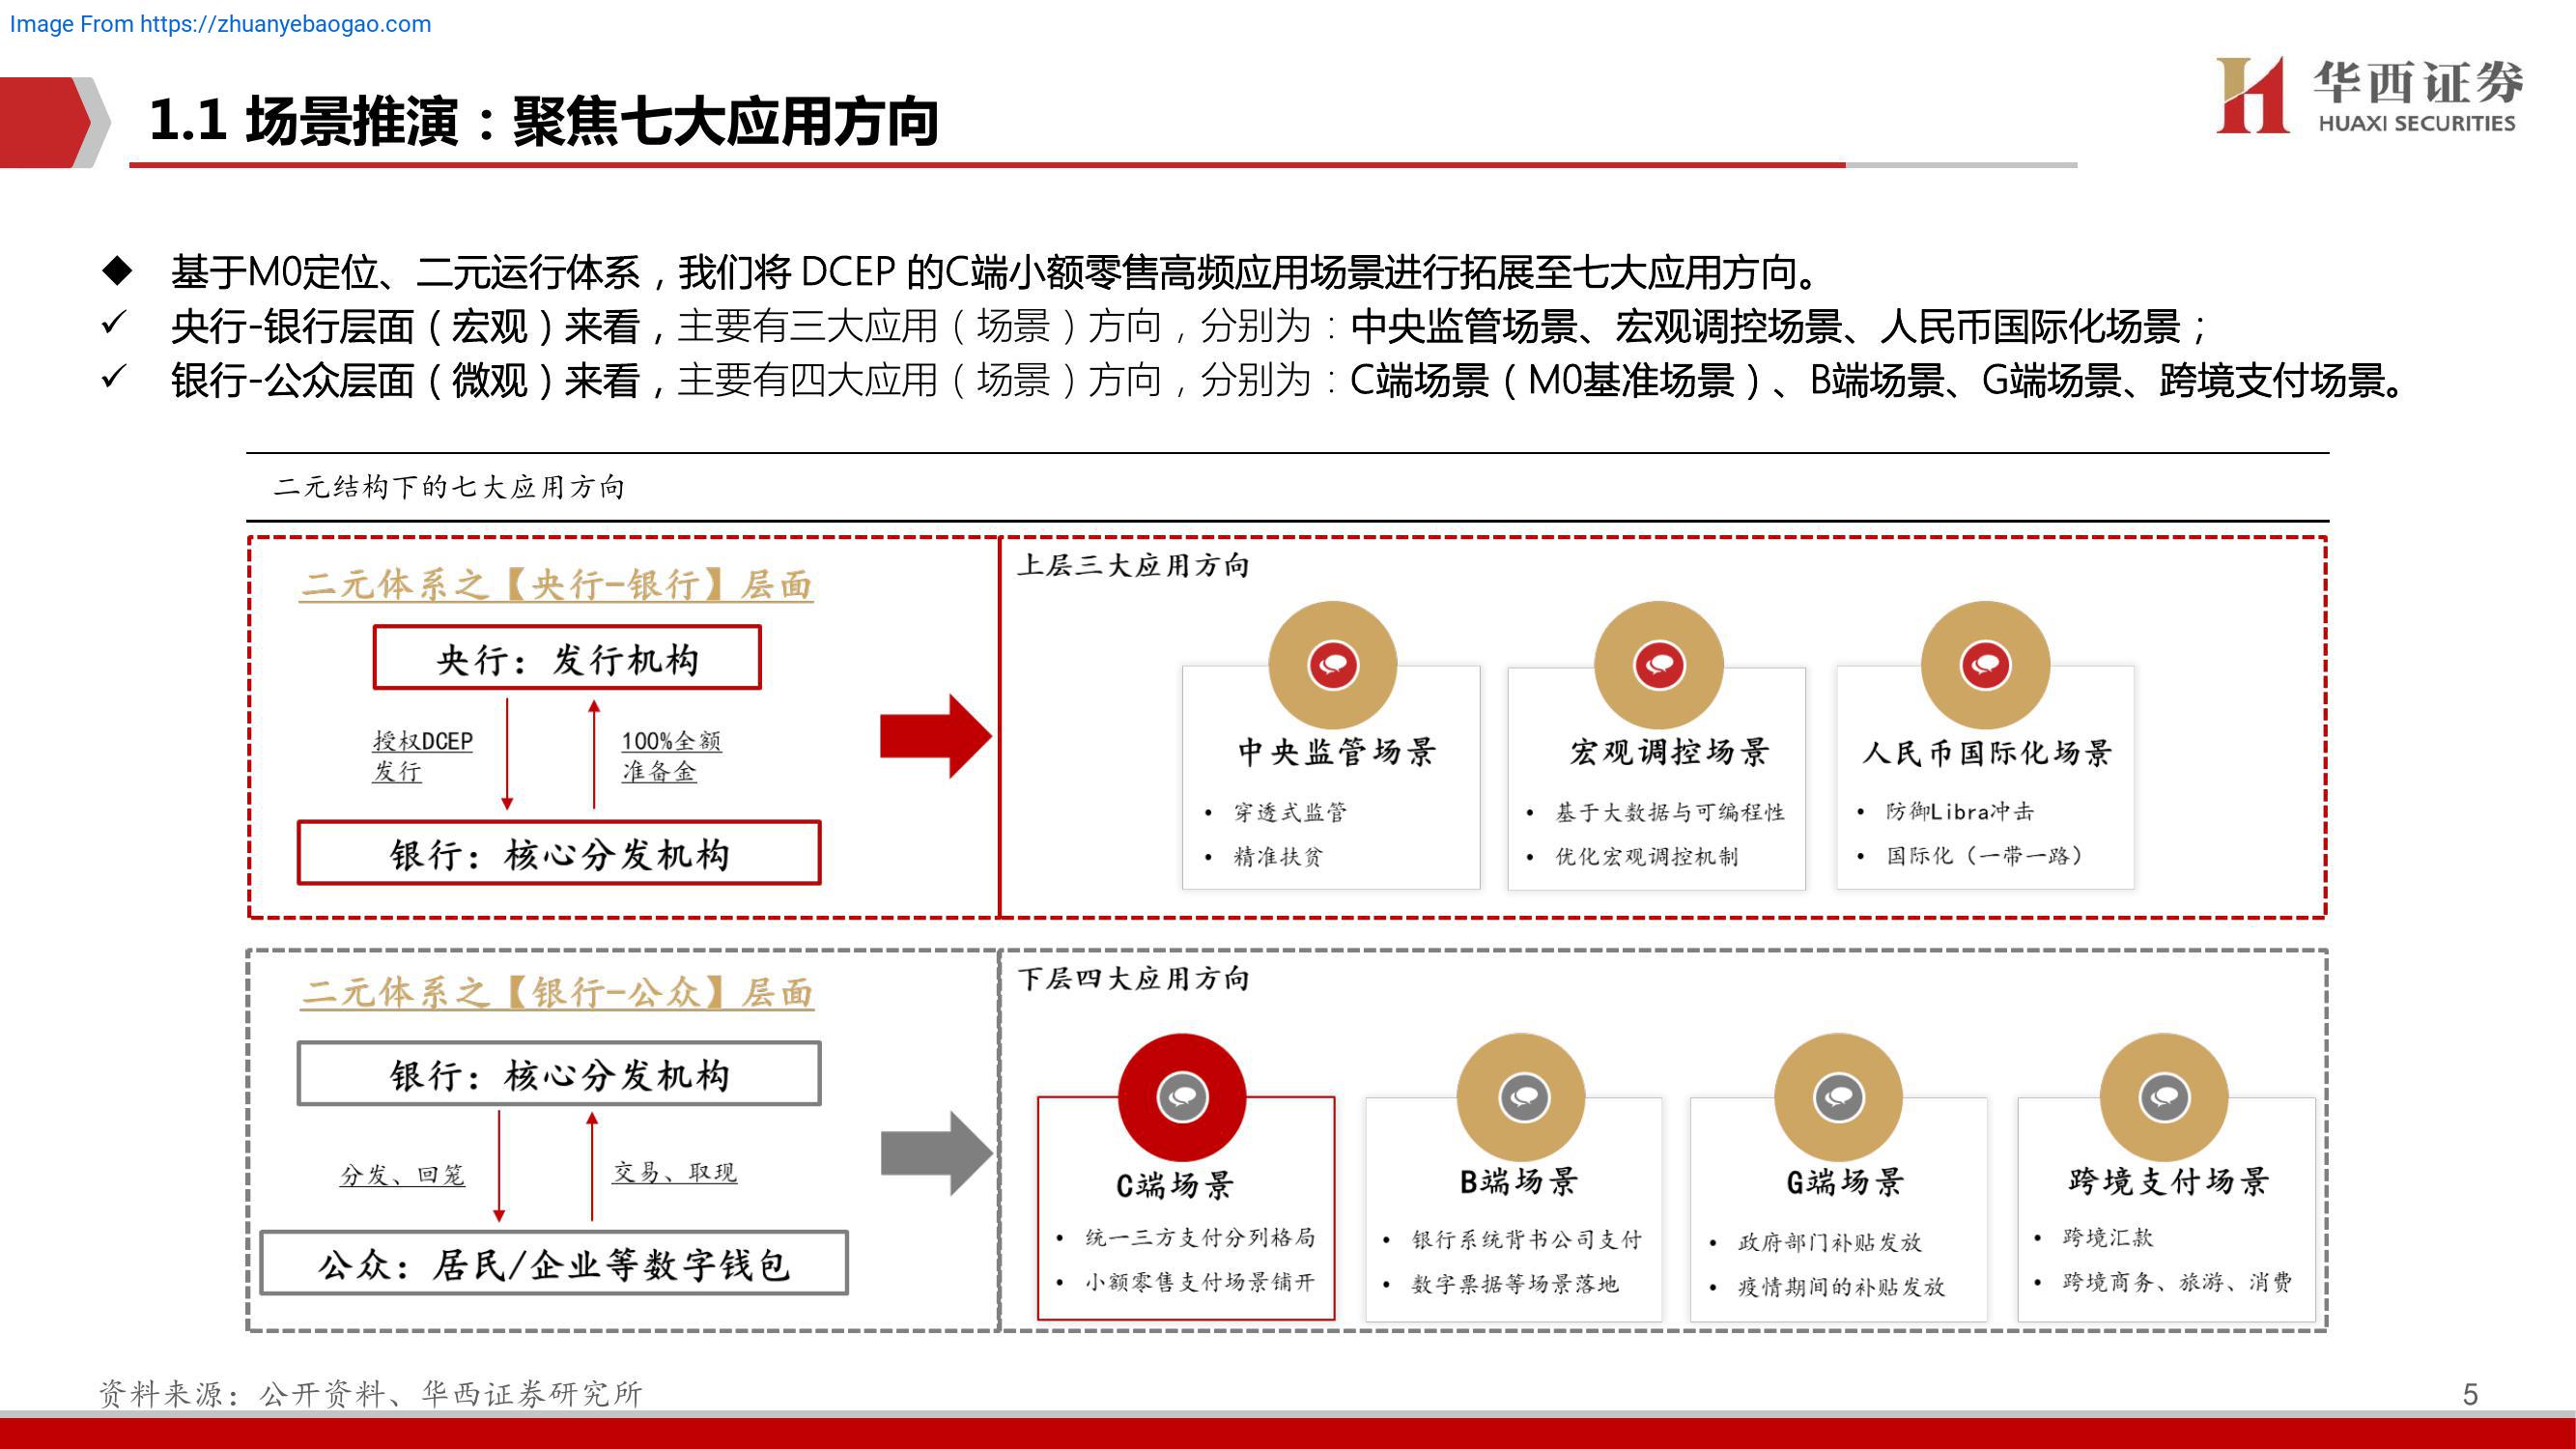 Image From https://zhuanyebaogao.com
1.1 场景推演：聚焦七大应用方向
华西证券
HUAXI SECURITIES
基于M0定位、二元运行体系，我们将 DCEP 的C端小额零售高频应用场景进行拓展至七大应用方向。
央行-银行层面（宏观）来看，主要有三大应用（场景）方向，分别为：中央监管场景、宏观调控场景、人民币国际化场景；
银行-公众层面（微观）来看，主要有四大应用（场景）方向，分别为：C端场景（M0基准场景）、B端场景、G端场景、跨境支付场景。
二元结构下的七大应用方向
二元体系之【央行-银行】层面
央行：发行机构
授权DCEP
发行
100%全额
准备金
银行：核心分发机构
上层三大应用方向
中央监管场景
• 穿透式监管
• 精准扶贫
宏观调控场景
• 基于大数据与可编程性
• 优化宏观调控机制
人民币国际化场景
• 防御Libra冲击
• 国际化（一带一路）
二元体系之【银行-公众】层面
银行：核心分发机构
分发、回笼
交易、取现
公众：居民/企业等数字钱包
下层四大应用方向
C端场景
• 统一三方支付分列格局
• 小额零售支付场景铺开
B端场景
• 银行系统背书公司支付
• 数字票据等场景落地
G端场景
• 政府部门补贴发放
• 疫情期间的补贴发放
跨境支付场景
• 跨境汇款
• 跨境商务、旅游、消费
资料来源：公开资料、华西证券研究所
5